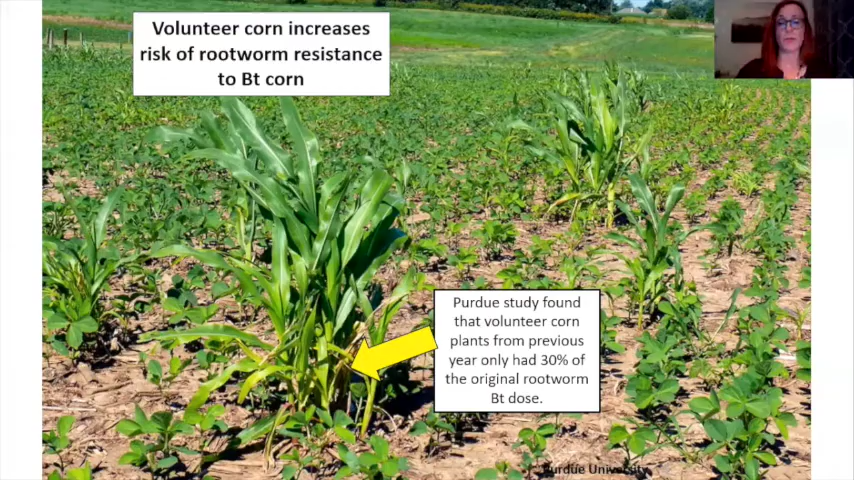 Volunteer corn increases
risk of rootworm resistance
to Bt corn
Purdue study found
that volunteer corn
plants from previous
year only had 30% of
the original rootworm
Bt dose.
Purdue University